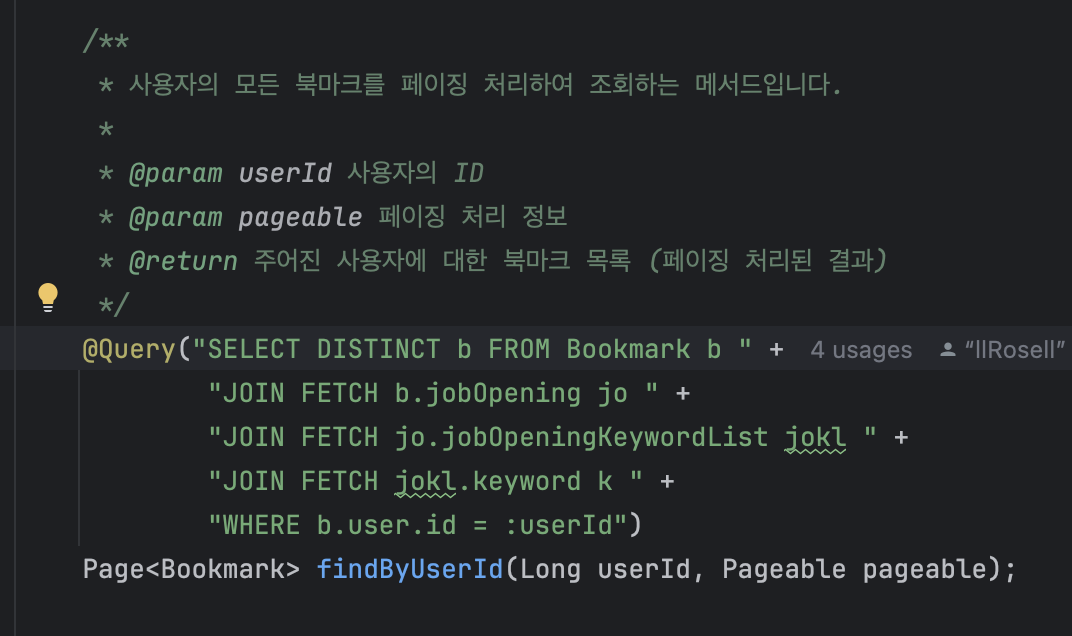 /**
* 사용자의 모든 북마크를 페이징 처리하여 조회하는 메서드입니다.
*
* @param userId 사용자의 ID
* @param pageable 페이징 처리 정보
* @return 주어진 사용자에 대한 북마크 목록 (페이징 처리된 결과)
*/
@Query("SELECT DISTINCT b FROM Bookmark b " + 4 usages “llRosell”
"JOIN FETCH b.jobOpening jo " +
"JOIN FETCH jo.jobOpeningKeywordList jokl " +
"JOIN FETCH jokl.keyword k " +
"WHERE b.user.id = :userId")
Page<Bookmark> findByUserId(Long userId, Pageable pageable);